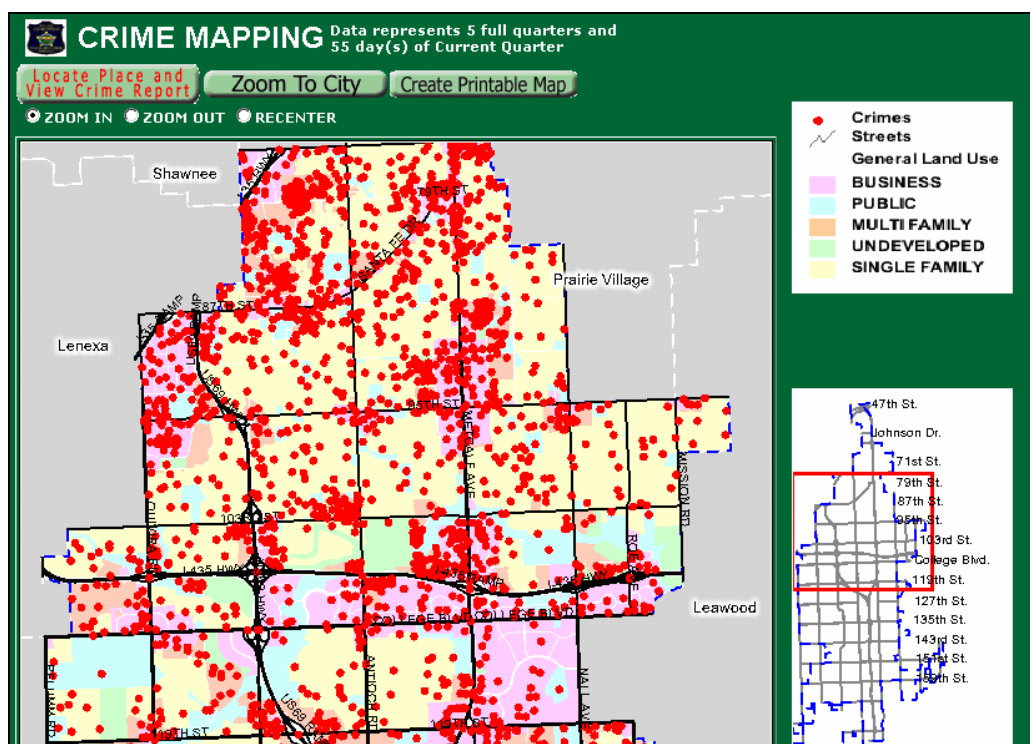 CRIME MAPPING
Data represents 5 full quarters and
55 day(s) of Current Quarter
Locate Place and
View Crime Report
Zoom To City
Create Printable Map
ZOOM IN
ZOOM OUT
RECENTER
Crimes
Streets
General Land Use
BUSINESS
PUBLIC
MULTI FAMILY
UNDEVELOPED
SINGLE FAMILY
Shawnee
79TH ST
SANTA FE DR
Prairie Village
87TH ST
Lenexa
95TH ST
METCALF AVE
MISSION RD
I-435 HWY
COLLEGE BLVD
COLLEGE BLVD
Leawood
ANTIOCH RD
119TH ST
119TH ST
47th St.
Johnson Dr.
71st St.
79th St.
87th St.
95th St.
103rd St.
College Blvd.
119th St.
127th St.
135th St.
143rd St.
151st St.
159th St.